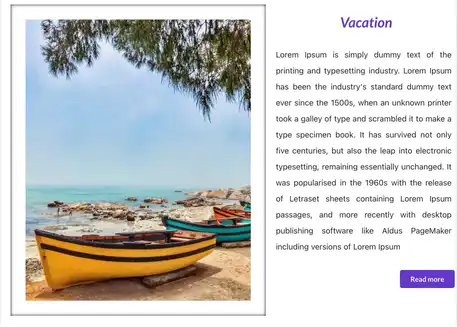 Vacation
Lorem Ipsum is simply dummy text of the
printing and typesetting industry. Lorem Ipsum
has been the industry's standard dummy text
ever since the 1500s, when an unknown printer
took a galley of type and scrambled it to make a
type specimen book. It has survived not only
five centuries, but also the leap into electronic
typesetting, remaining essentially unchanged. It
was popularised in the 1960s with the release
of Letraset sheets containing Lorem Ipsum
passages, and more recently with desktop
publishing software like Aldus PageMaker
including versions of Lorem Ipsum
Read more